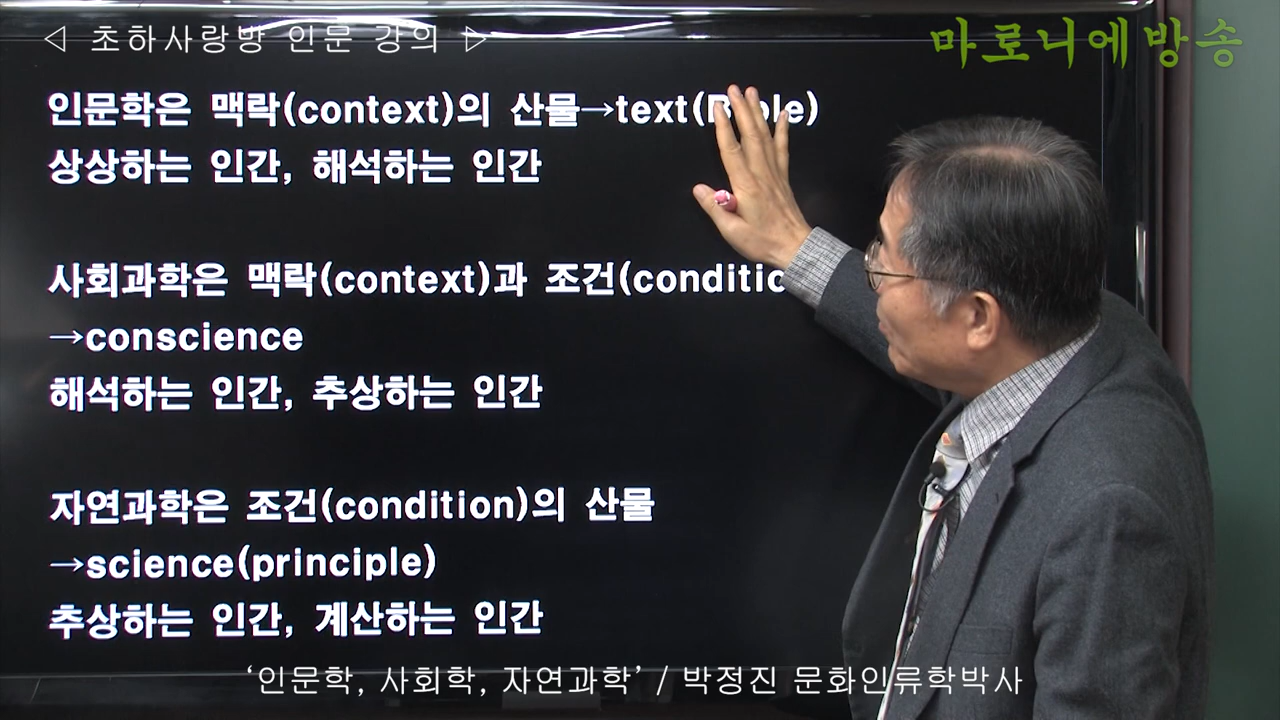 ◁ 초하사랑방 인문 강의 ▷
마로니에방송
인문학은 맥락(context)의 산물→text(Bible)
상상하는 인간, 해석하는 인간
사회과학은 맥락(context)과 조건(conditic
→conscience
해석하는 인간, 추상하는 인간
자연과학은 조건(condition)의 산물
→science(principle)
추상하는 인간, 계산하는 인간
‘인문학, 사회학, 자연과학’ / 박정진 문화인류학박사